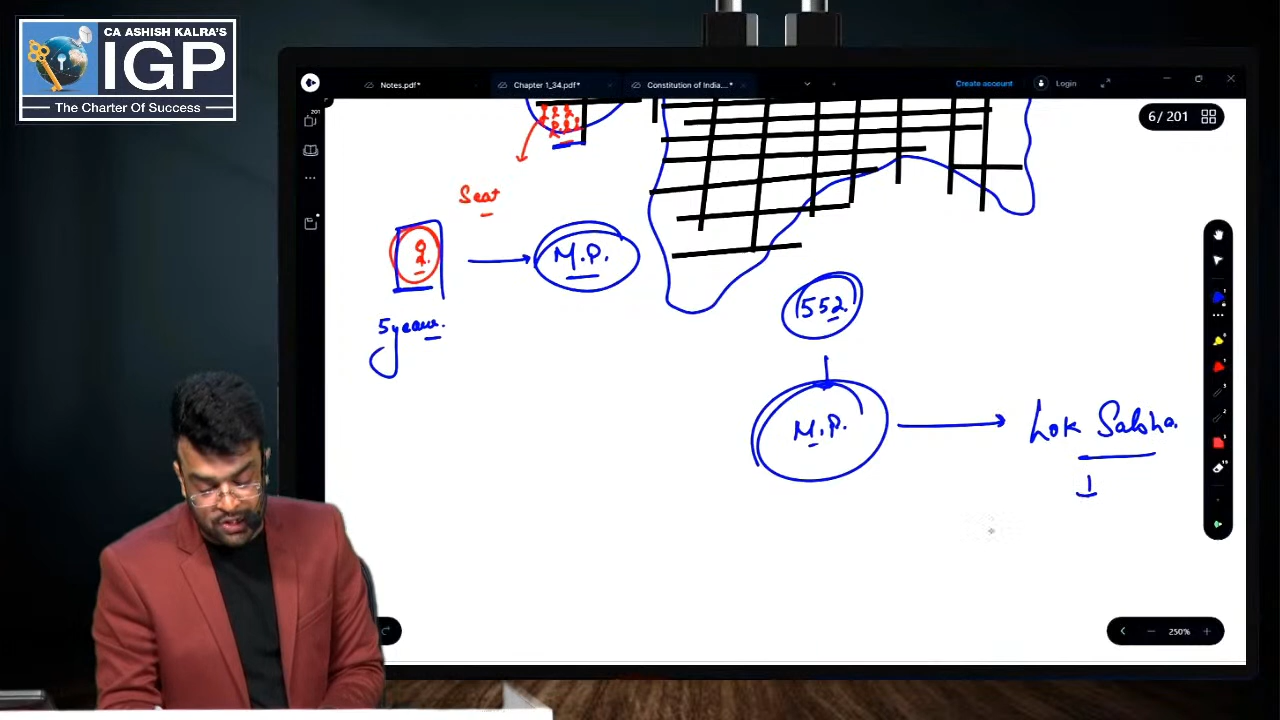 CA ASHISH KALRA'S
IGP
The Charter Of Success
Notes.pdf*
Chapter 1_34.pdf*
Constitution of India....*
Create account
Login
6 / 201
201
Seat
M.P.
5 years.
552
M.P.
Lok Sabha.
250%